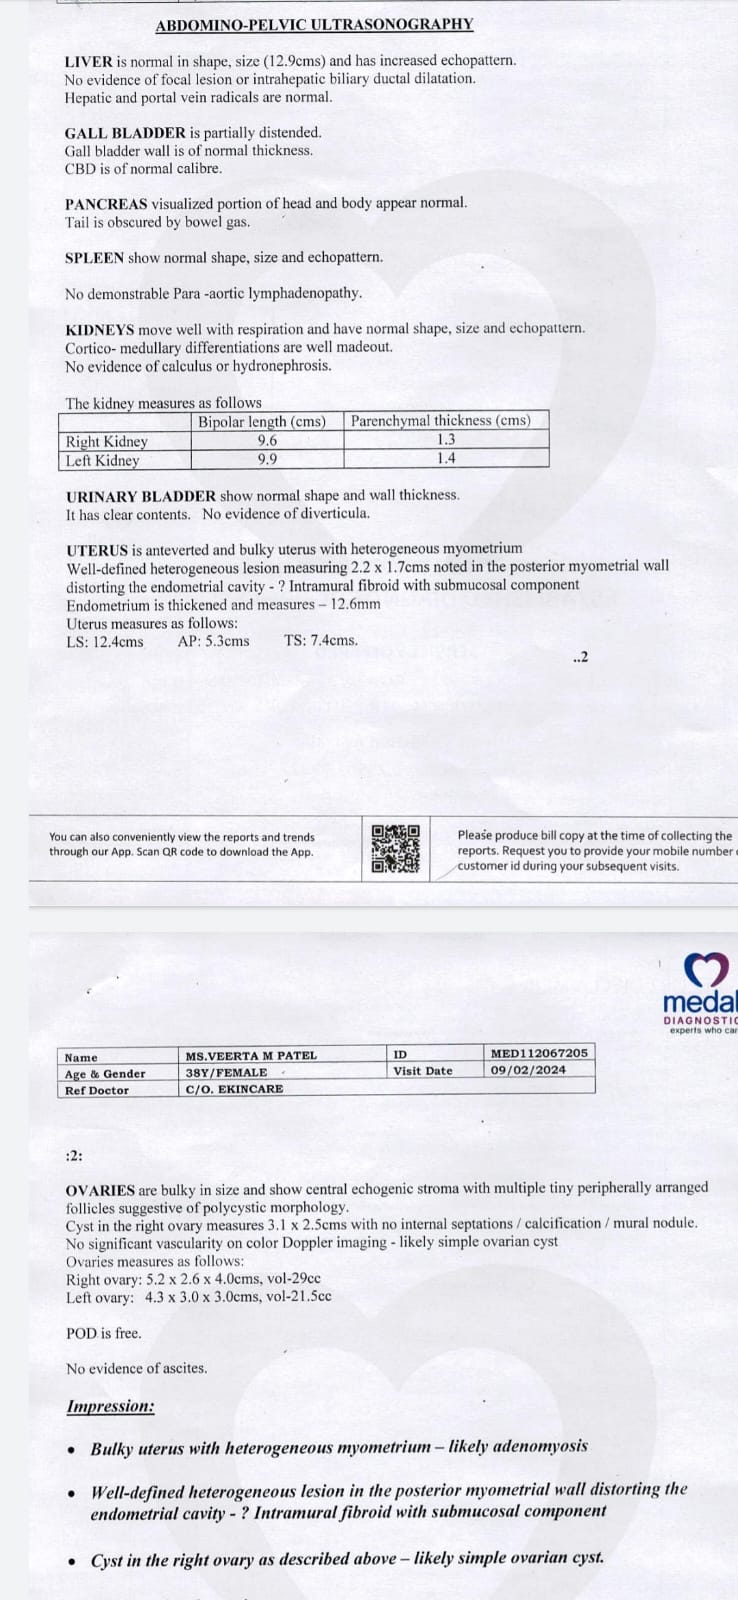 ABDOMINO-PELVIC ULTRASONOGRAPHY
LIVER is normal in shape, size (12.9cms) and has increased echopattern.
No evidence of focal lesion or intrahepatic biliary ductal dilatation.
Hepatic and portal vein radicals are normal.
GALL BLADDER is partially distended.
Gall bladder wall is of normal thickness.
CBD is of normal calibre.
PANCREAS visualized portion of head and body appear normal.
Tail is obscured by bowel gas.
SPLEEN show normal shape, size and echopattern.
No demonstrable Para -aortic lymphadenopathy.
KIDNEYS move well with respiration and have normal shape, size and echopattern.
Cortico- medullary differentiations are well madeout.
No evidence of calculus or hydronephrosis.
The kidney measures as follows
Bipolar length (cms) Parenchymal thickness (cms)
Right Kidney 9.6 1.3
Left Kidney 9.9 1.4
URINARY BLADDER show normal shape and wall thickness.
It has clear contents. No evidence of diverticula.
UTERUS is anteverted and bulky uterus with heterogeneous myometrium
Well-defined heterogeneous lesion measuring 2.2 x 1.7cms noted in the posterior myometrial wall
distorting the endometrial cavity - ? Intramural fibroid with submucosal component
Endometrium is thickened and measures – 12.6mm
Uterus measures as follows:
LS: 12.4cms AP: 5.3cms TS: 7.4cms.
..2
You can also conveniently view the reports and trends
through our App. Scan QR code to download the App.
Please produce bill copy at the time of collecting the
reports. Request you to provide your mobile number
customer id during your subsequent visits.
medal
DIAGNOSTIC
experts who car
Name MS.VEERTA M PATEL ID MED112067205
Age & Gender 38Y/FEMALE Visit Date 09/02/2024
Ref Doctor C/O. EKINCARE
:2:
OVARIES are bulky in size and show central echogenic stroma with multiple tiny peripherally arranged
follicles suggestive of polycystic morphology.
Cyst in the right ovary measures 3.1 x 2.5cms with no internal septations / calcification / mural nodule.
No significant vascularity on color Doppler imaging - likely simple ovarian cyst
Ovaries measures as follows:
Right ovary: 5.2 x 2.6 x 4.0cms, vol-29cc
Left ovary: 4.3 x 3.0 x 3.0cms, vol-21.5cc
POD is free.
No evidence of ascites.
Impression:
• Bulky uterus with heterogeneous myometrium – likely adenomyosis
• Well-defined heterogeneous lesion in the posterior myometrial wall distorting the
endometrial cavity - ? Intramural fibroid with submucosal component
• Cyst in the right ovary as described above – likely simple ovarian cyst.